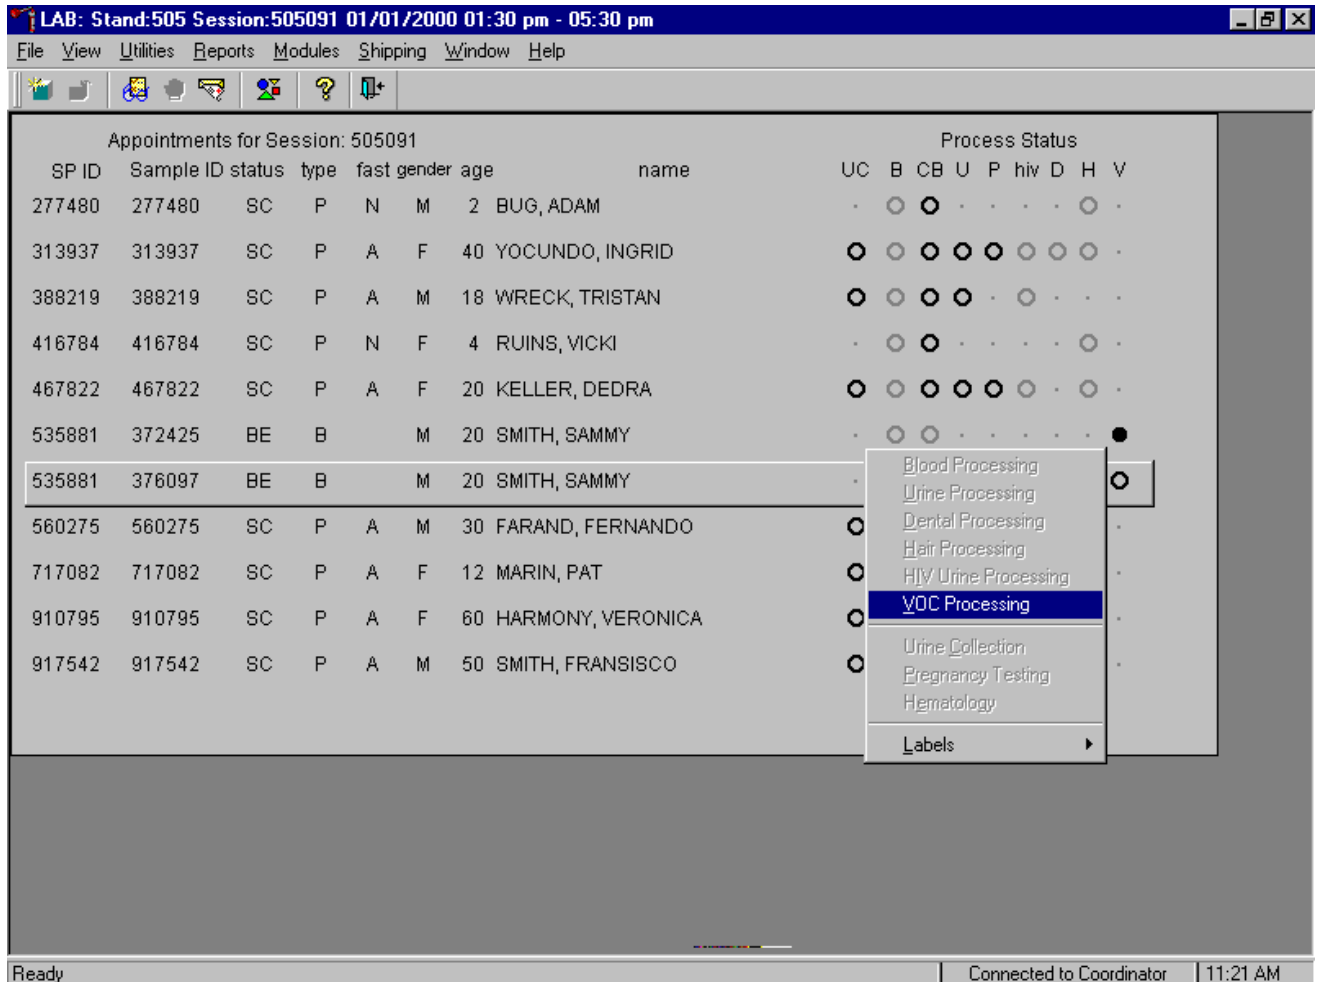 LAB: Stand:505 Session:505091 01/01/2000 01:30 pm - 05:30 pm
File View Utilities Reports Modules Shipping Window Help
Appointments for Session: 505091 Process Status
SP ID Sample ID status type fast gender age name UC B CB U P hiv D H V
277480 277480 SC P N M 2 BUG, ADAM
313937 313937 SC P A F 40 YOCUNDO, INGRID
388219 388219 SC P A M 18 WRECK, TRISTAN
416784 416784 SC P N F 4 RUINS, VICKI
467822 467822 SC P A F 20 KELLER, DEDRA
535881 372425 BE B M 20 SMITH, SAMMY
535881 376097 BE B M 20 SMITH, SAMMY
560275 560275 SC P A M 30 FARAND, FERNANDO
717082 717082 SC P A F 12 MARIN, PAT
910795 910795 SC P A F 60 HARMONY, VERONICA
917542 917542 SC P A M 50 SMITH, FRANSISCO
Blood Processing
Urine Processing
Dental Processing
Hair Processing
HIV Urine Processing
VOC Processing
Urine Collection
Pregnancy Testing
Hematology
Labels
Ready Connected to Coordinator 11:21 AM